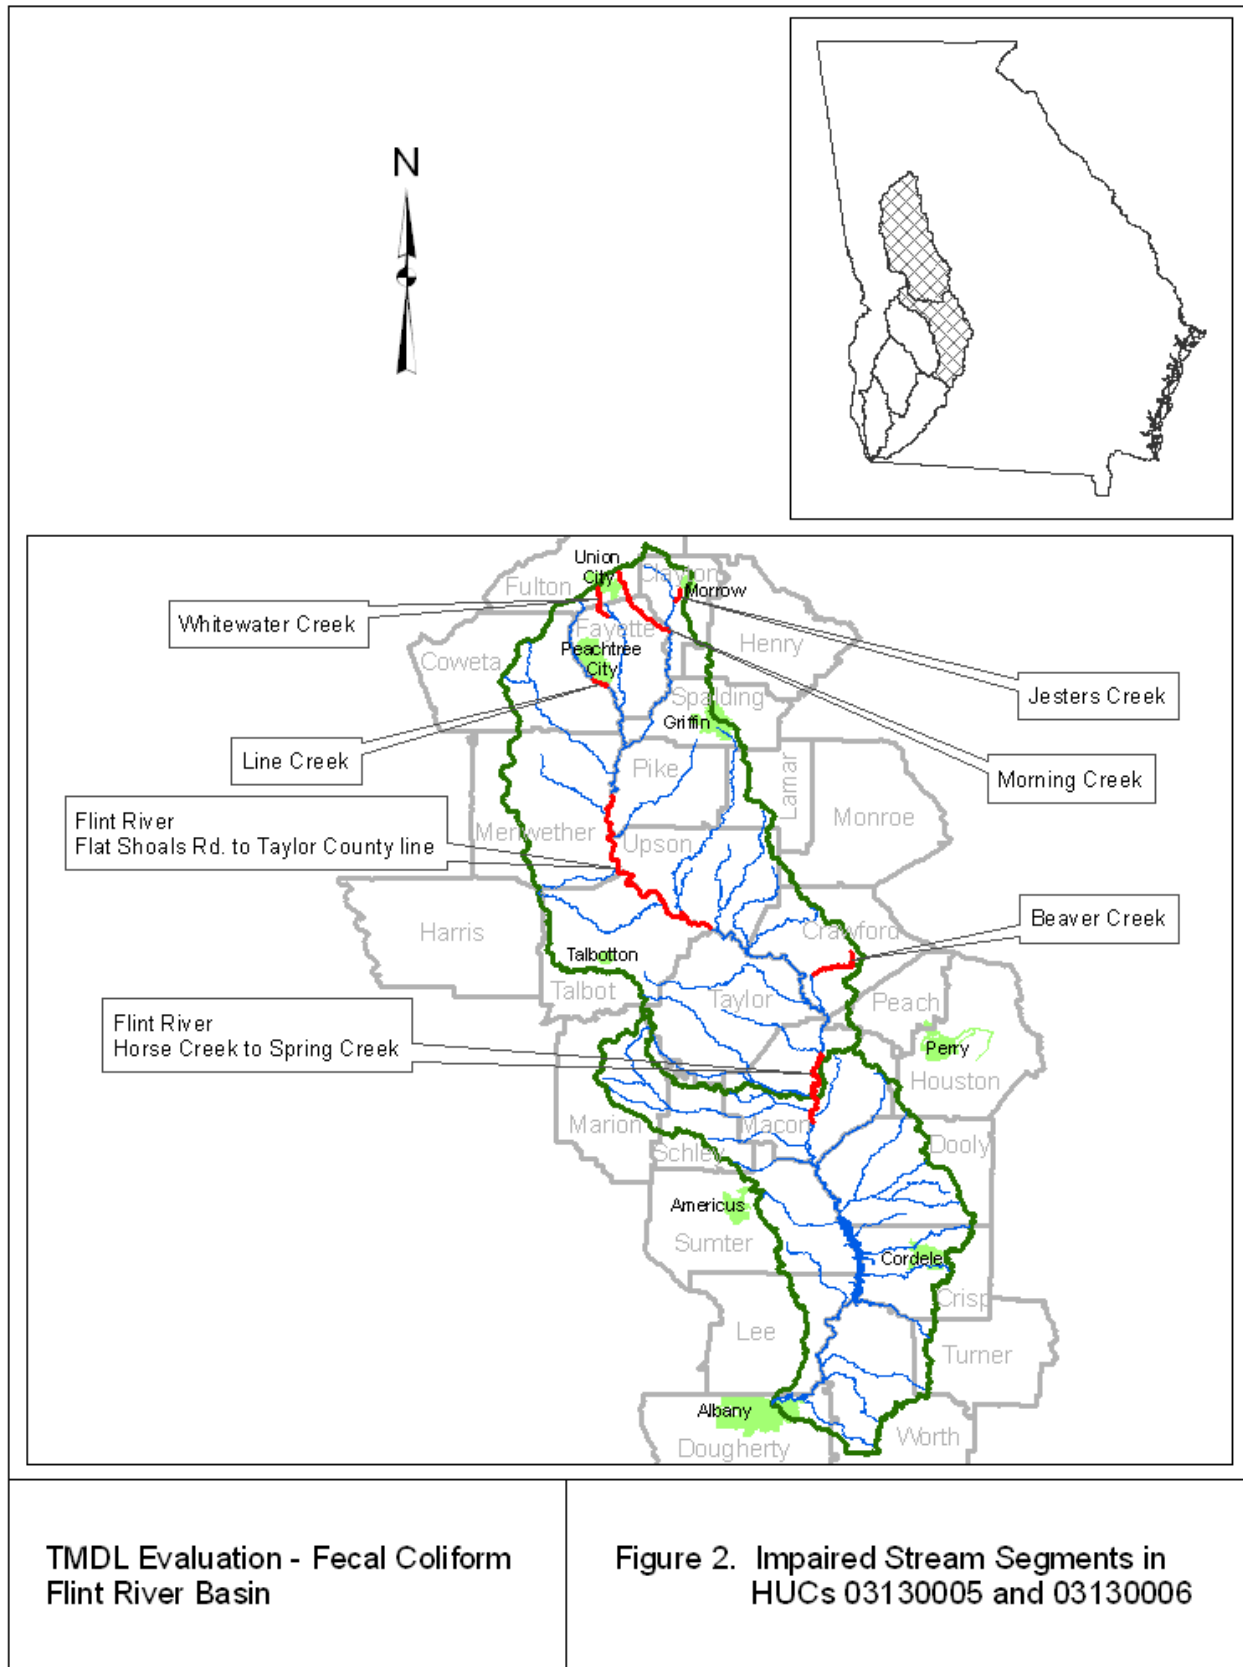 N
Union
City
Fulton
Clayton
Morrow
Whitewater Creek
Fayette
Henry
Coweta
Peachtree
City
Jesters Creek
Spalding
Griffin
Line Creek
Pike
Morning Creek
Lamar
Flint River
Flat Shoals Rd. to Taylor County line
Meriwether
Upson
Monroe
Beaver Creek
Harris
Crawford
Talbotton
Talbot
Taylor
Peach
Flint River
Horse Creek to Spring Creek
Perry
Houston
Marion
Macon
Schley
Dooly
Americus
Sumter
Cordele
Crisp
Lee
Turner
Albany
Dougherty
Worth
TMDL Evaluation - Fecal Coliform
Flint River Basin
Figure 2. Impaired Stream Segments in
HUCs 03130005 and 03130006